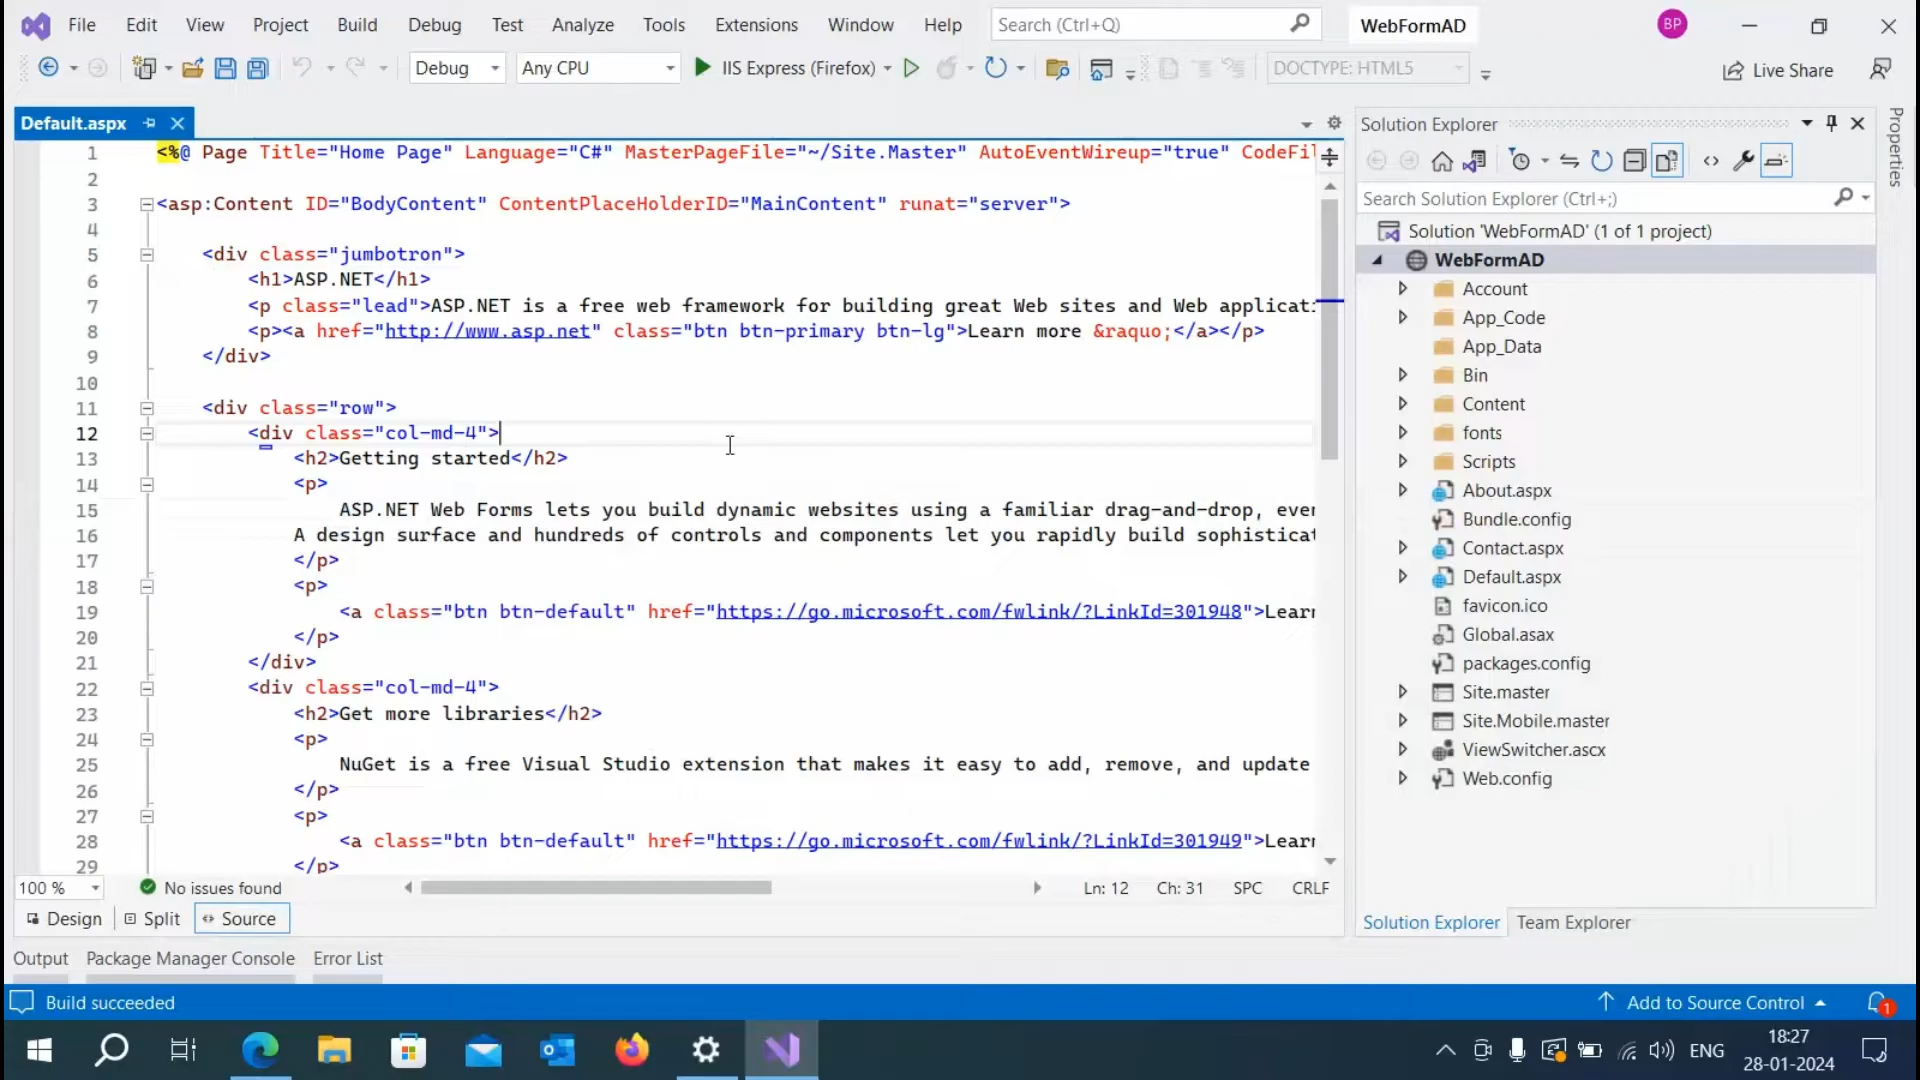 File Edit View Project Build Debug Test Analyze Tools Extensions Window Help Search (Ctrl+Q) WebFormAD BP
Debug Any CPU IIS Express (Firefox) DOCTYPE: HTML5 Live Share
Default.aspx
1 <%@ Page Title="Home Page" Language="C#" MasterPageFile="~/Site.Master" AutoEventWireup="true" CodeFil
2
3 <asp:Content ID="BodyContent" ContentPlaceHolderID="MainContent" runat="server">
4
5 <div class="jumbotron">
6 <h1>ASP.NET</h1>
7 <p class="lead">ASP.NET is a free web framework for building great Web sites and Web applicati
8 <p><a href="http://www.asp.net" class="btn btn-primary btn-lg">Learn more &raquo;</a></p>
9 </div>
10
11 <div class="row">
12 <div class="col-md-4">
13 <h2>Getting started</h2>
14 <p>
15 ASP.NET Web Forms lets you build dynamic websites using a familiar drag-and-drop, even
16 A design surface and hundreds of controls and components let you rapidly build sophisticat
17 </p>
18 <p>
19 <a class="btn btn-default" href="https://go.microsoft.com/fwlink/?LinkId=301948">Learn
20 </p>
21 </div>
22 <div class="col-md-4">
23 <h2>Get more libraries</h2>
24 <p>
25 NuGet is a free Visual Studio extension that makes it easy to add, remove, and update
26 </p>
27 <p>
28 <a class="btn btn-default" href="https://go.microsoft.com/fwlink/?LinkId=301949">Learn
29 </p>
100 % No issues found Ln: 12 Ch: 31 SPC CRLF
Design Split Source
Output Package Manager Console Error List
Solution Explorer
Search Solution Explorer (Ctrl+;)
Solution 'WebFormAD' (1 of 1 project)
WebFormAD
Account
App_Code
App_Data
Bin
Content
fonts
Scripts
About.aspx
Bundle.config
Contact.aspx
Default.aspx
favicon.ico
Global.asax
packages.config
Site.master
Site.Mobile.master
ViewSwitcher.ascx
Web.config
Solution Explorer Team Explorer
Properties
Build succeeded Add to Source Control 1
ENG 18:27
28-01-2024